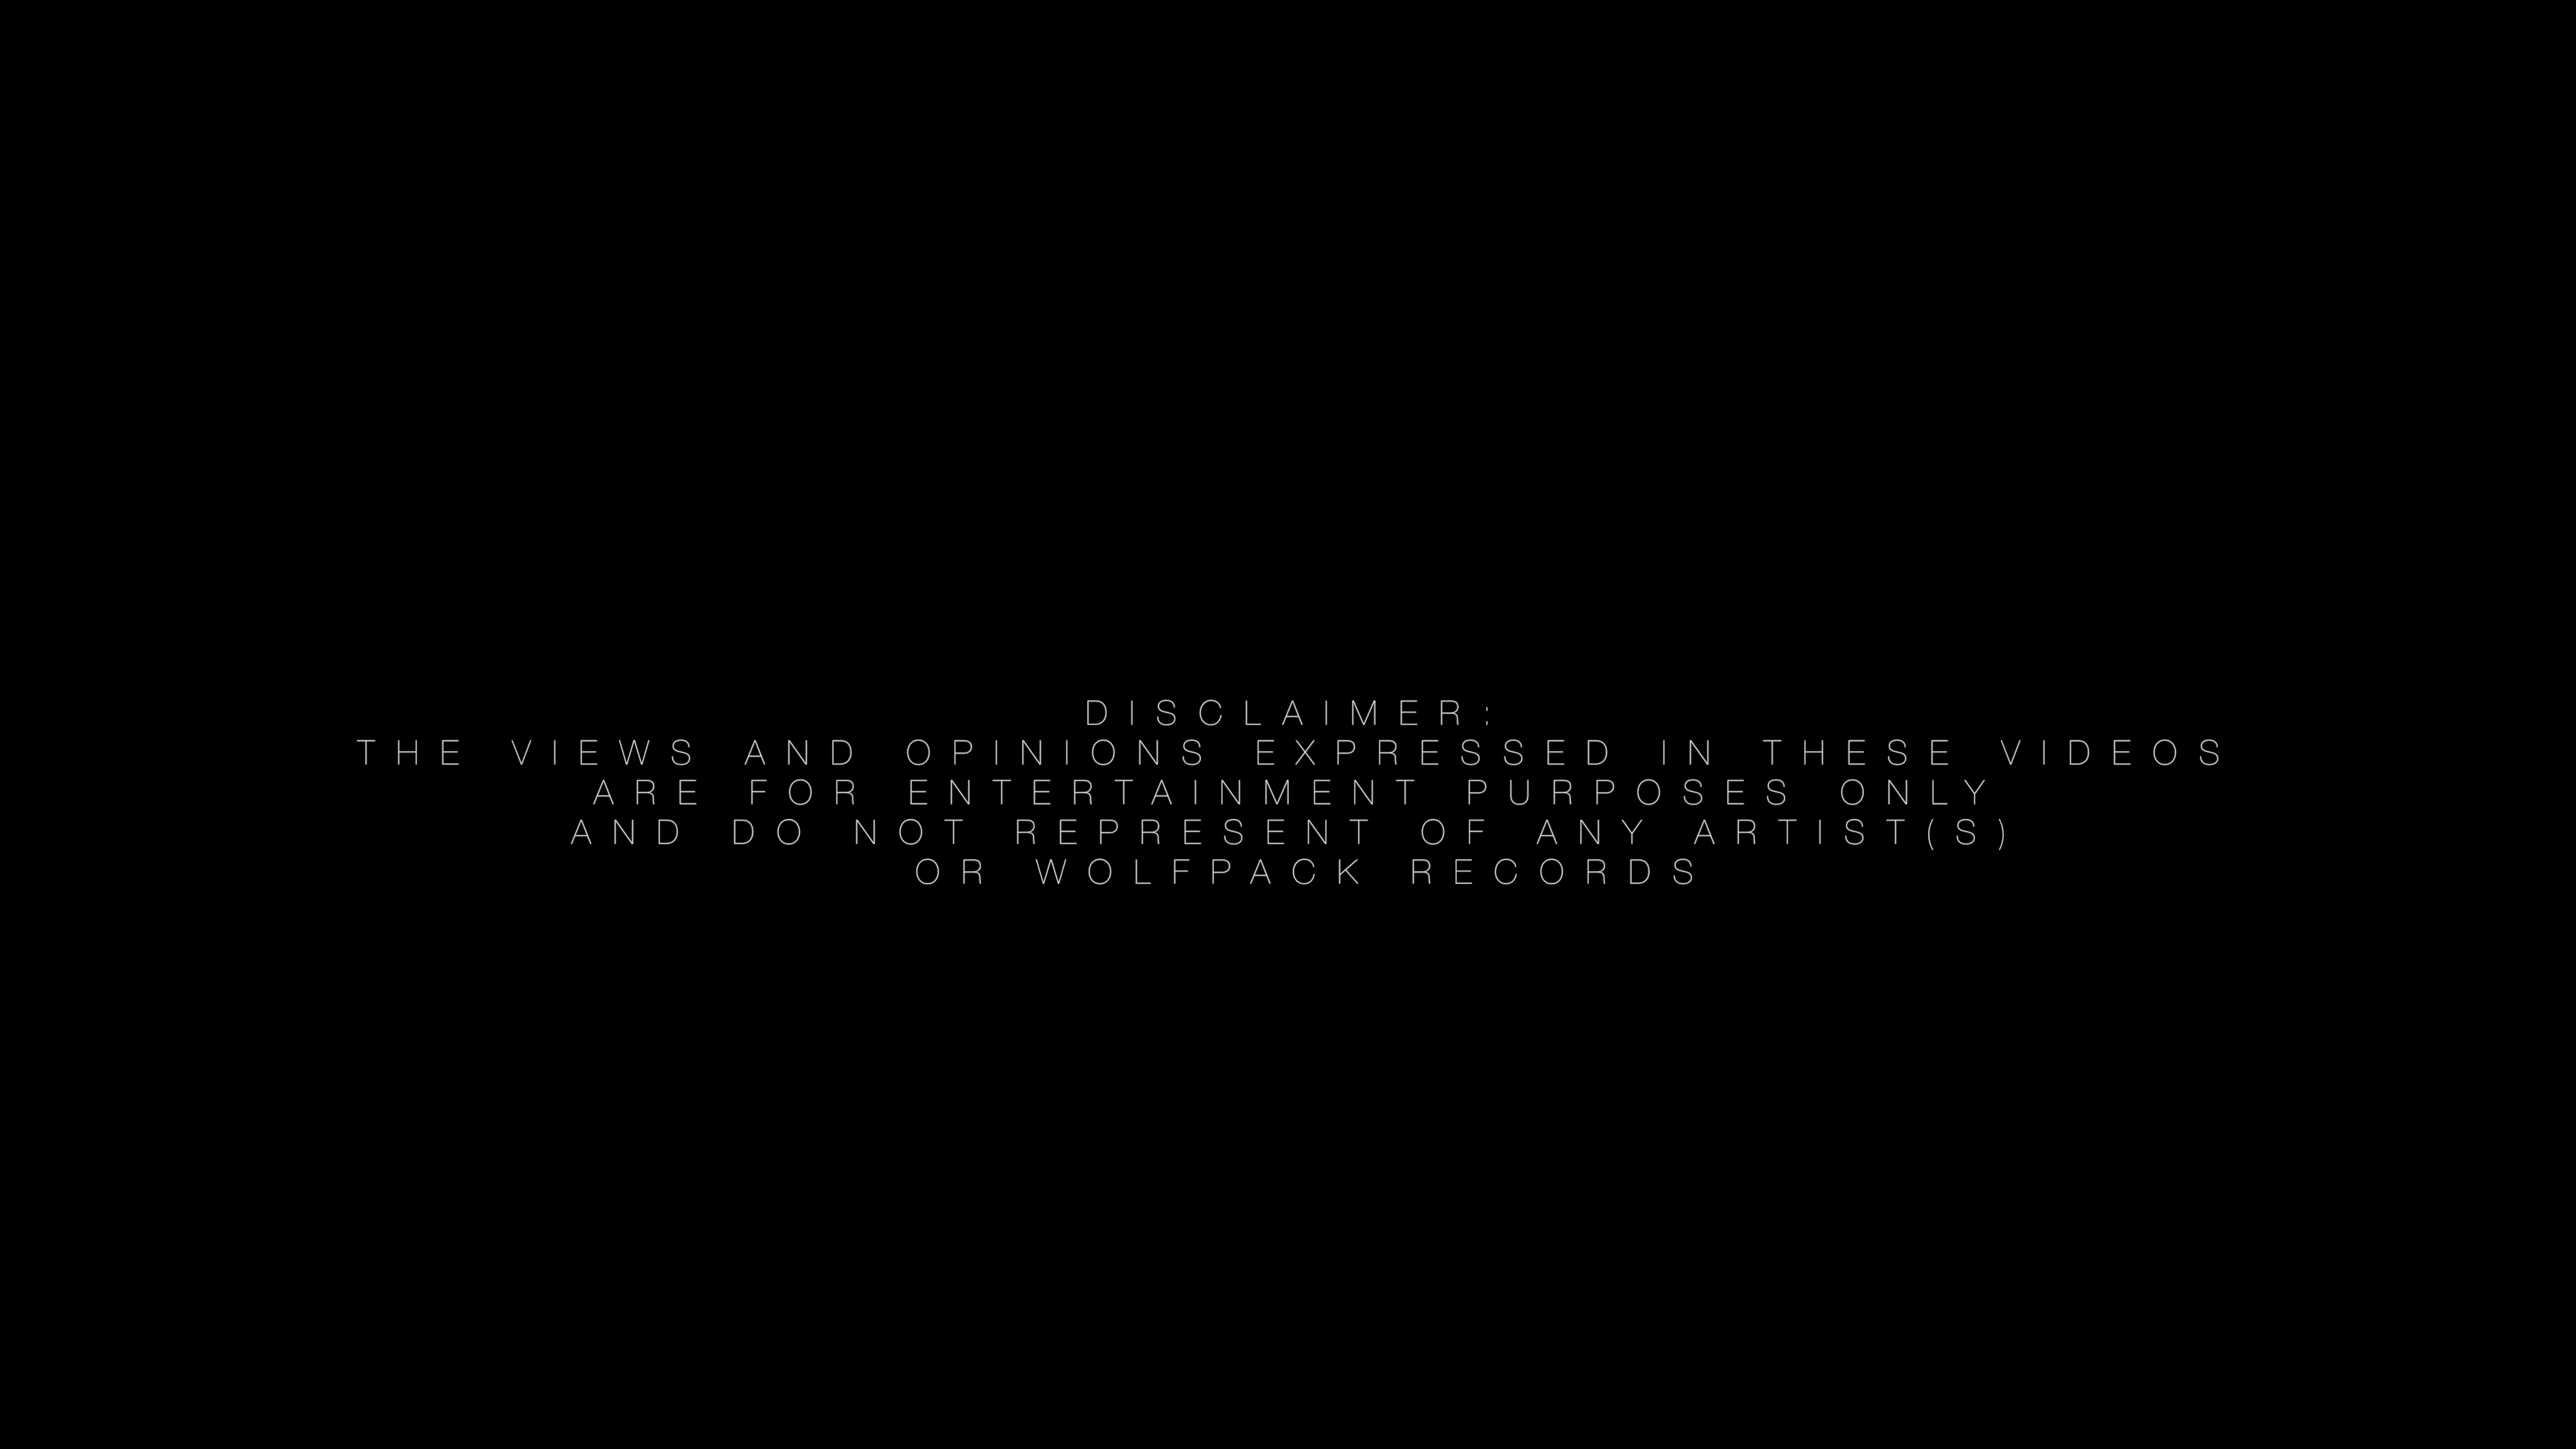 DISCLAIMER:
THE VIEWS AND OPINIONS EXPRESSED IN THESE VIDEOS
ARE FOR ENTERTAINMENT PURPOSES ONLY
AND DO NOT REPRESENT OF ANY ARTIST(S)
OR WOLFPACK RECORDS